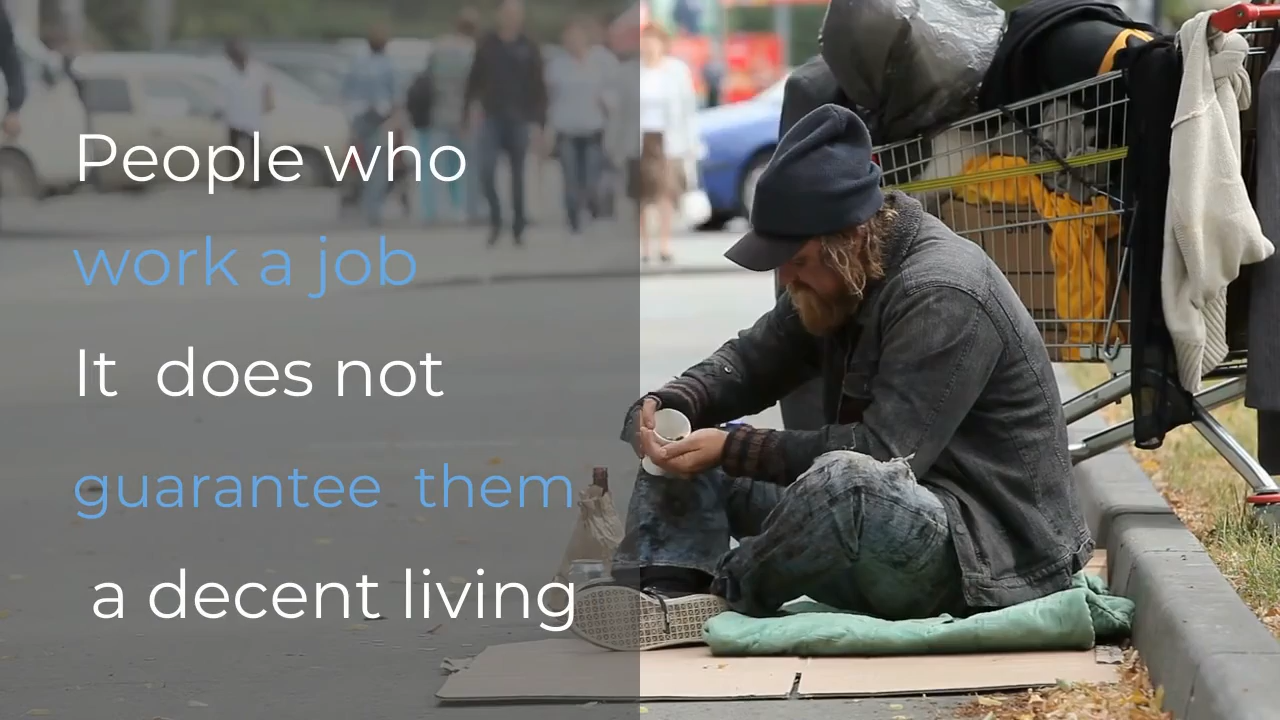 People who
work a job
It does not
guarantee them
a decent living